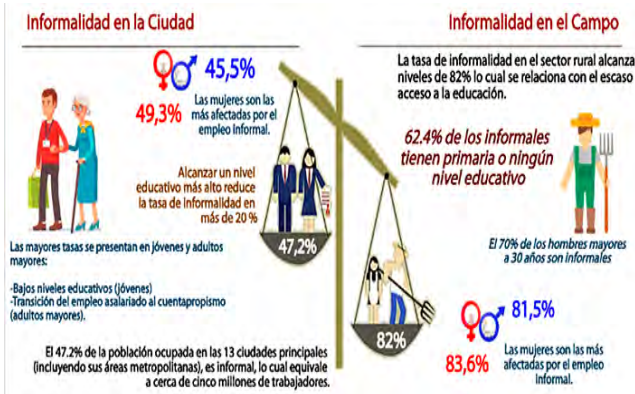 Informalidad en la Ciudad
45,5%
49,3%
Las mujeres son las
más afectadas por el
empleo informal.
Alcanzar un nivel
educativo más alto reduce
la tasa de informalidad en
más de 20 %
Las mayores tasas se presentan en jóvenes y adultos
mayores:
-Bajos niveles educativos (jóvenes)
-Transición del empleo asalariado al cuentapropismo
(adultos mayores).
47,2%
El 47.2% de la población ocupada en las 13 ciudades principales
(incluyendo sus áreas metropolitanas), es informal, lo cual equivale
a cerca de cinco millones de trabajadores.
Informalidad en el Campo
La tasa de informalidad en el sector rural alcanza
niveles de 82% lo cual se relaciona con el escaso
acceso a la educación.
62.4% de los informales
tienen primaria o ningún
nivel educativo
El 70% de los hombres mayores
a 30 años son informales
82%
81,5%
83,6%
Las mujeres son las más
afectadas por el empleo
informal.